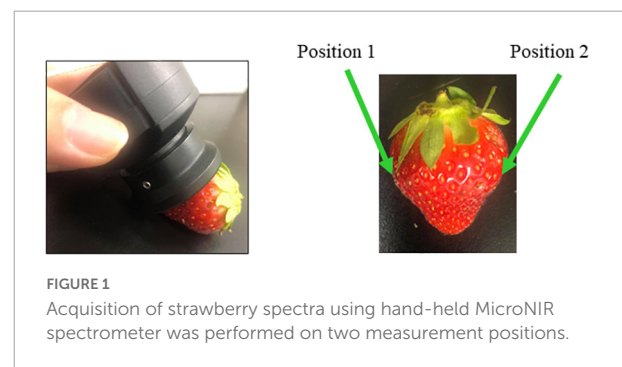 Position 1
Position 2
FIGURE 1
Acquisition of strawberry spectra using hand-held MicroNIR
spectrometer was performed on two measurement positions.